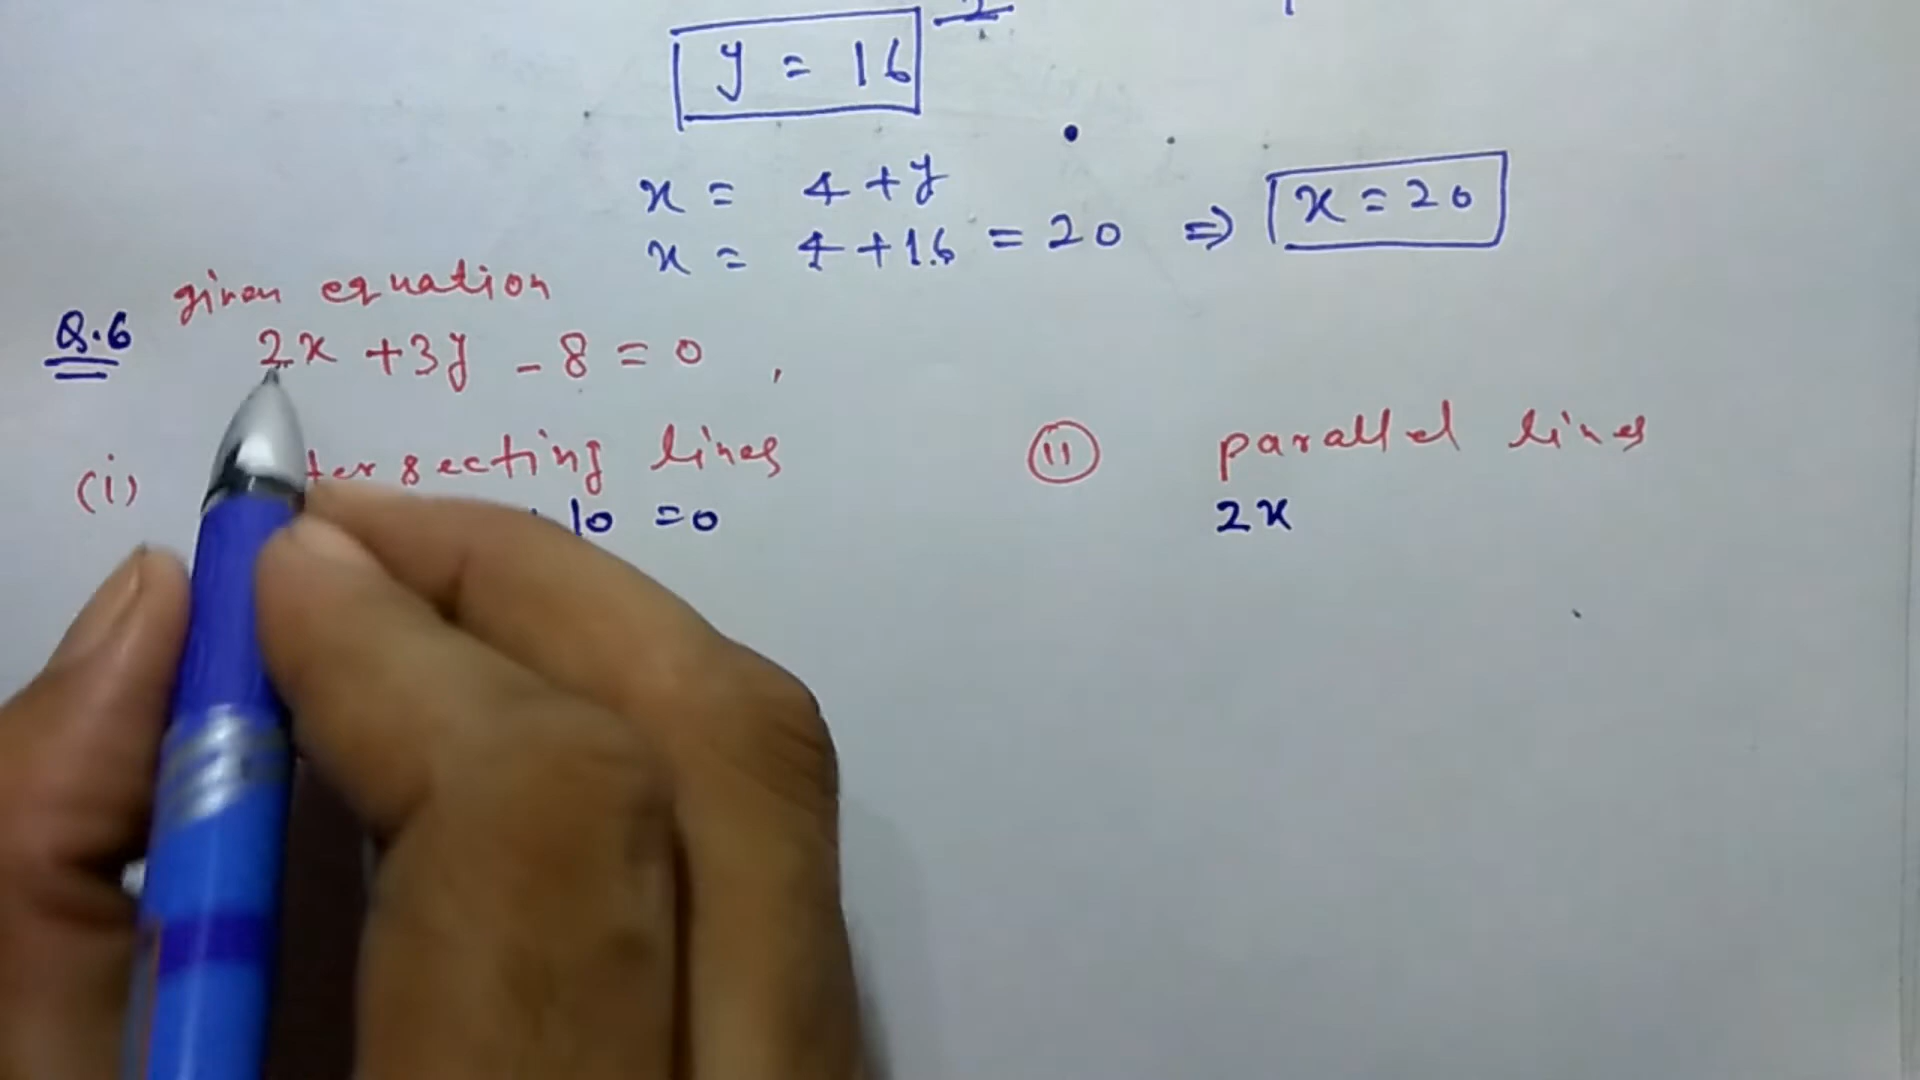 y = 16
x = 4 + y
x = 4 + 16 = 20 ⇒ x = 20
given equation
Q.6 2x + 3y - 8 = 0 ,
(i) lines (ii) parallel lines
10 = 0 2x